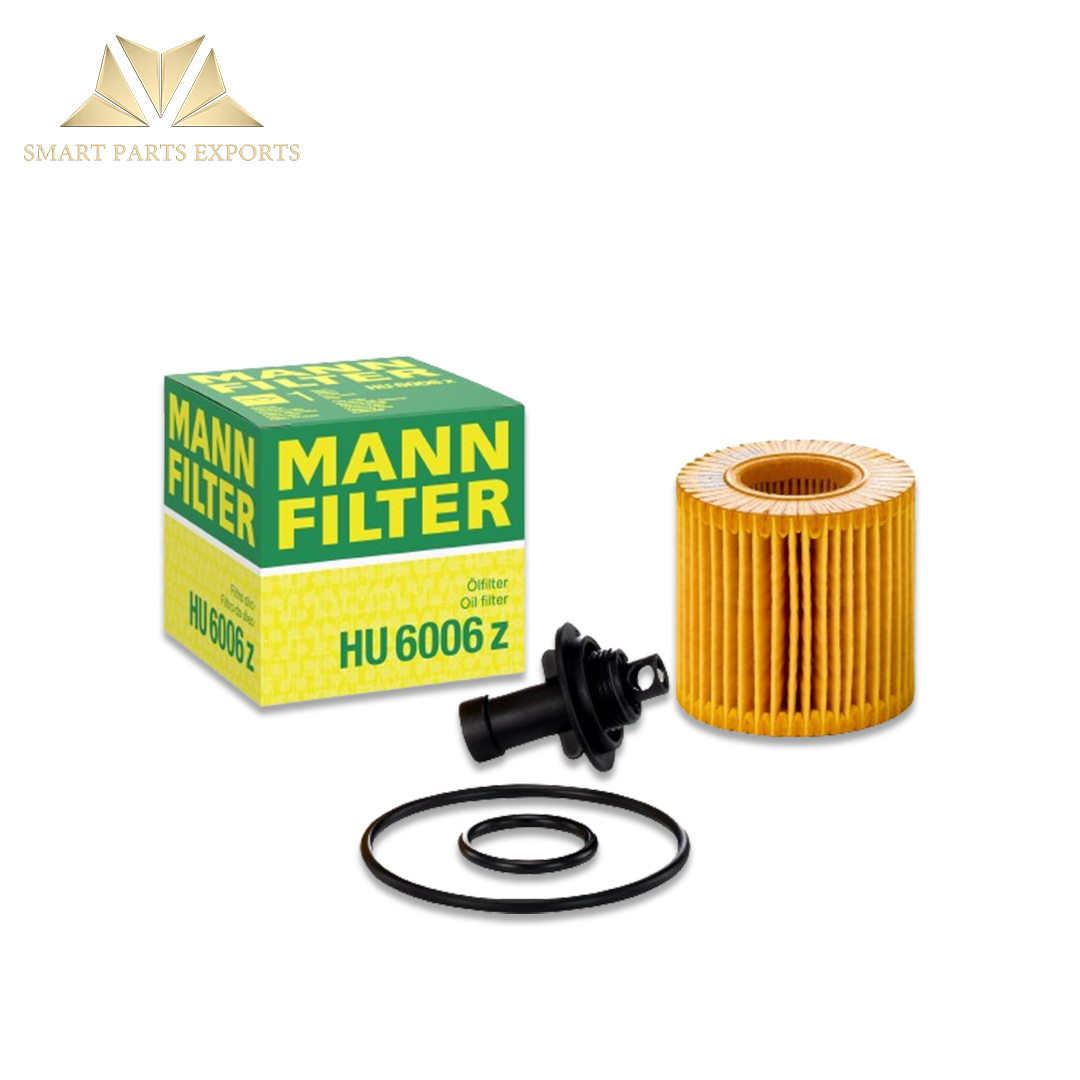 SMART PARTS EXPORTS
MANN
FILTER
HU 6006 z
1
MANN
FILTER
Filtro olio
Filtro de óleo
HU 6006 z
MANN
FILTER
Ölfilter
Oil filter
HU 6006 z